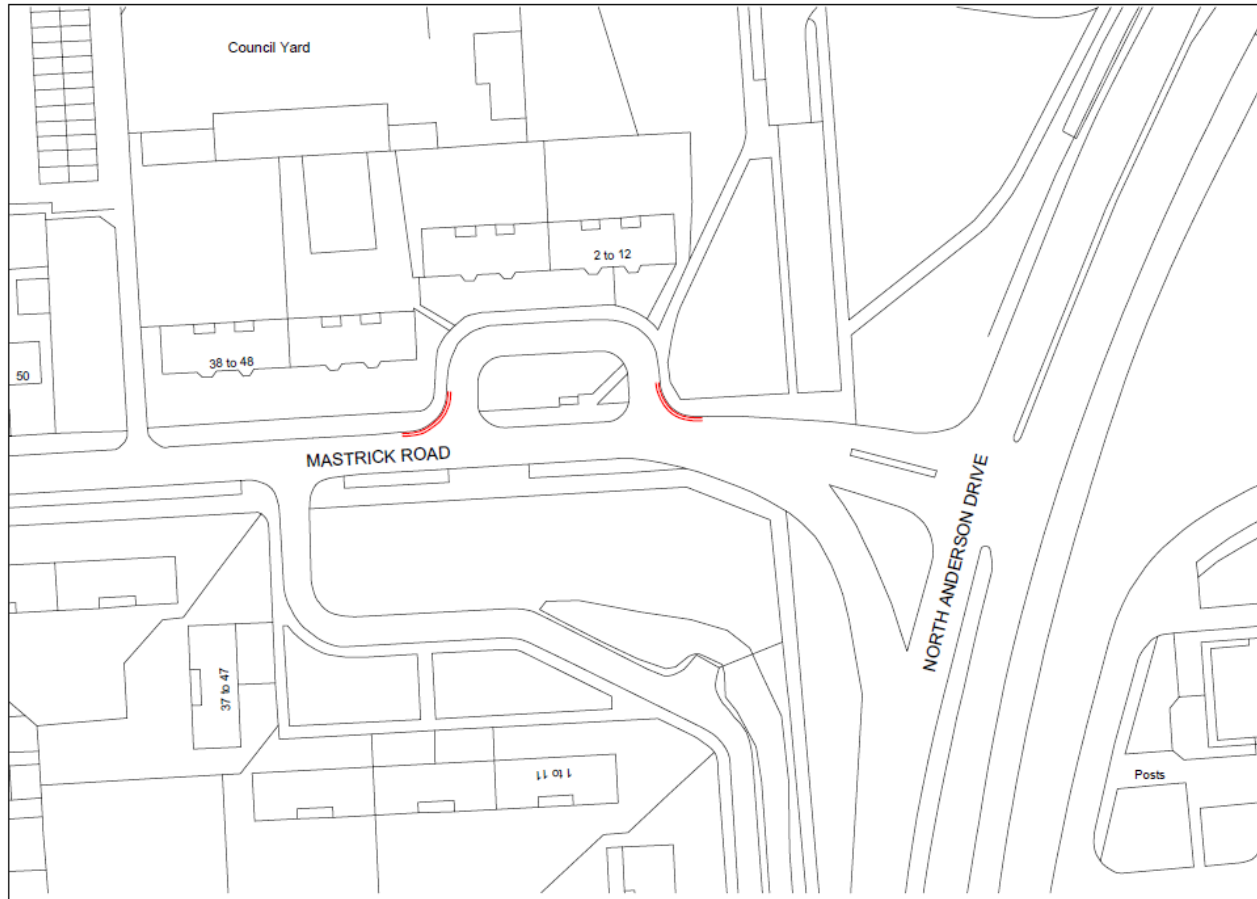 Council Yard
2 to 12
38 to 48
50
MASTRICK ROAD
NORTH ANDERSON DRIVE
37 to 47
1 to 11
Posts